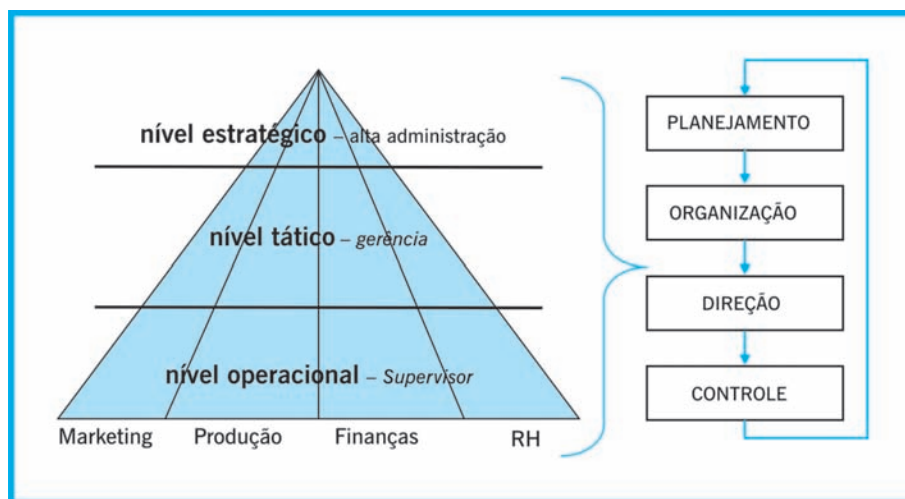 nível estratégico – alta administração
nível tático – gerência
nível operacional – Supervisor
Marketing Produção Finanças RH
PLANEJAMENTO
ORGANIZAÇÃO
DIREÇÃO
CONTROLE